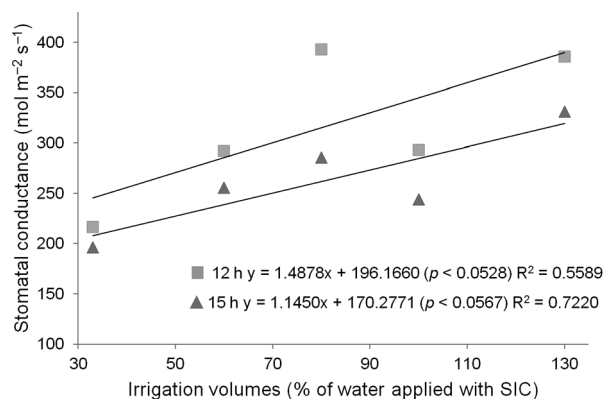 Stomatal conductance (mol m⁻² s⁻¹)
400
350
300
250
200
150
100
12 h y = 1.4878x + 196.1660 (p < 0.0528) R² = 0.5589
15 h y = 1.1450x + 170.2771 (p < 0.0567) R² = 0.7220
30 50 70 90 110 130
Irrigation volumes (% of water applied with SIC)